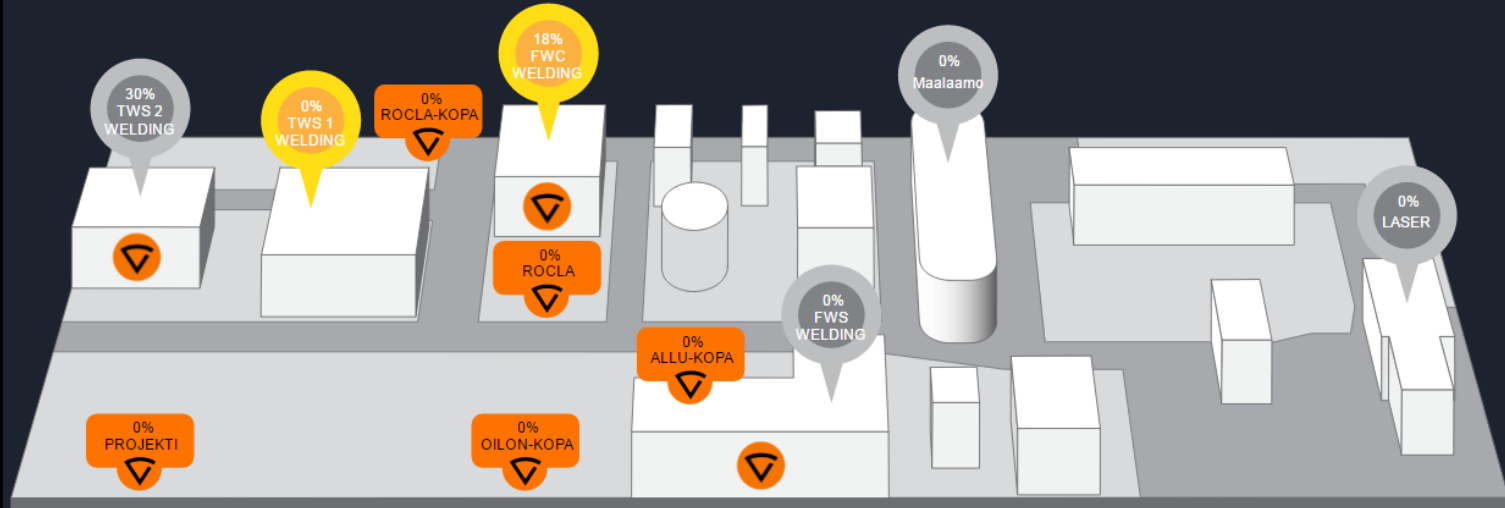 30%
TWS 2
WELDING
0%
TWS 1
WELDING
0%
ROCLA-KOPA
18%
FWC
WELDING
0%
Maalaamo
0%
LASER
0%
ROCLA
0%
FWS
WELDING
0%
ALLU-KOPA
0%
PROJEKTI
0%
OILON-KOPA